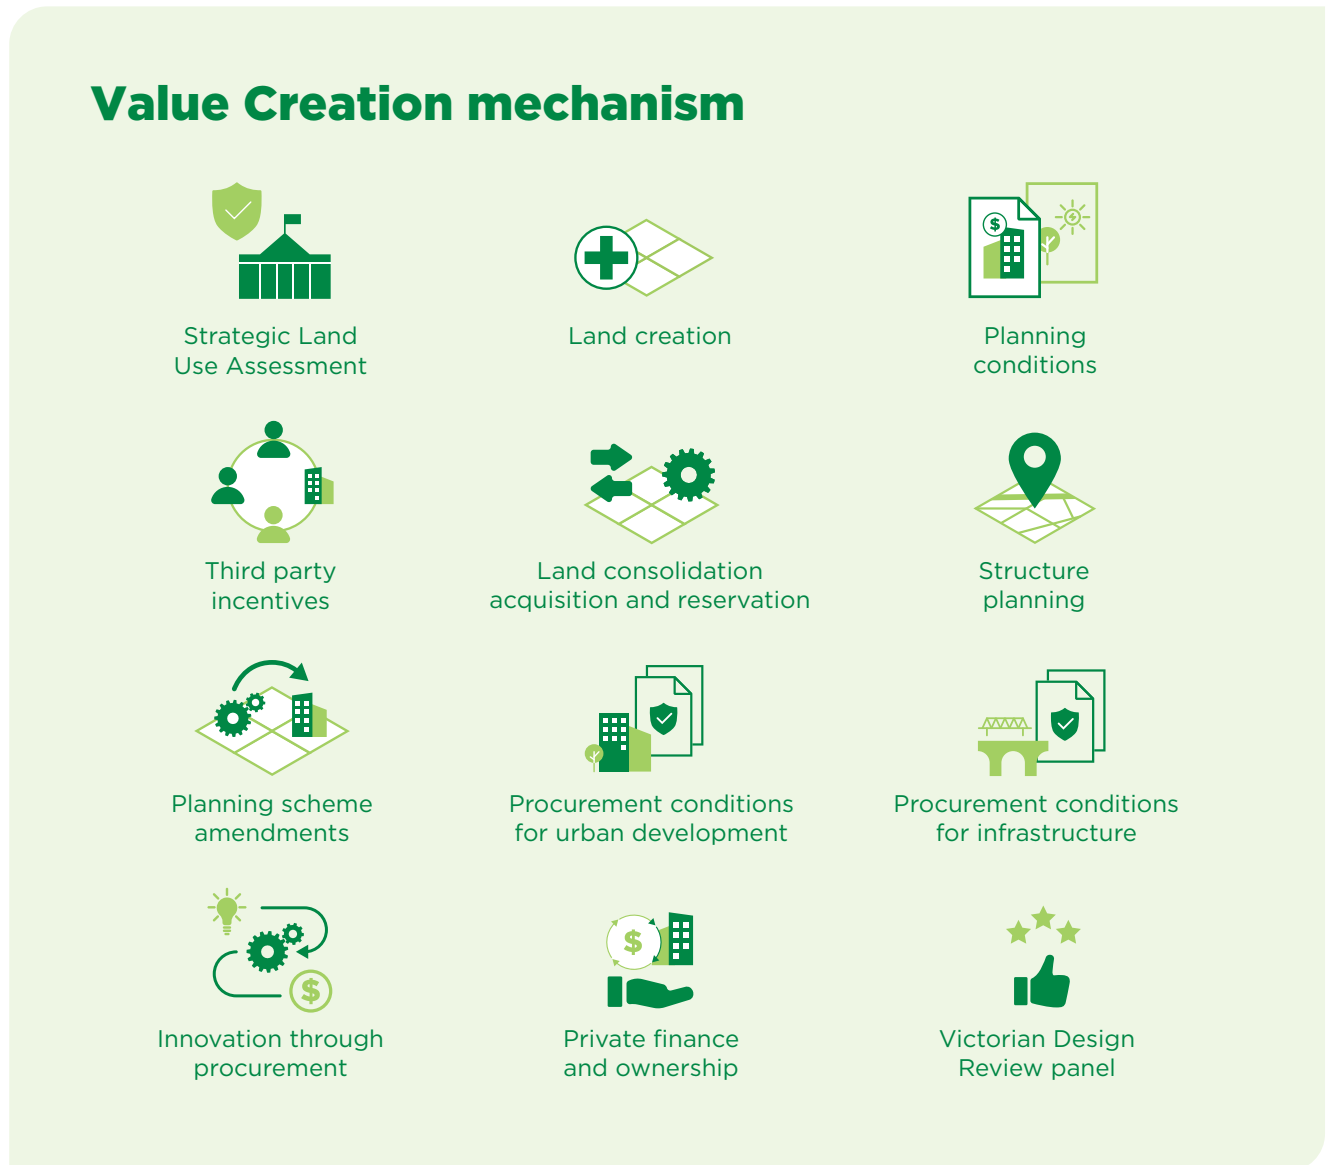 Value Creation mechanism
Strategic Land
Use Assessment
Land creation
$
Planning
conditions
Third party
incentives
Land consolidation
acquisition and reservation
Structure
planning
Planning scheme
amendments
Procurement conditions
for urban development
Procurement conditions
for infrastructure
$
Innovation through
procurement
$
Private finance
and ownership
Victorian Design
Review panel